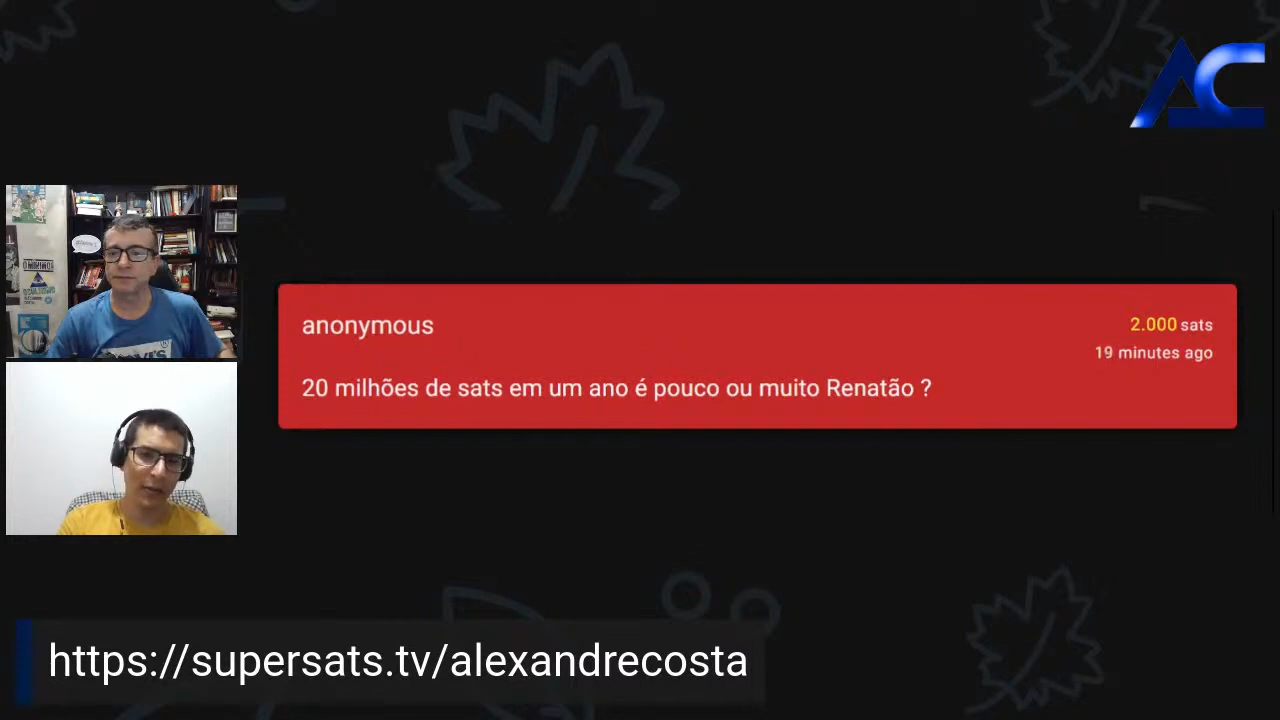 AC
anonymous
2.000 sats
19 minutes ago
20 milhões de sats em um ano é pouco ou muito Renatão ?
https://supersats.tv/alexandrecosta